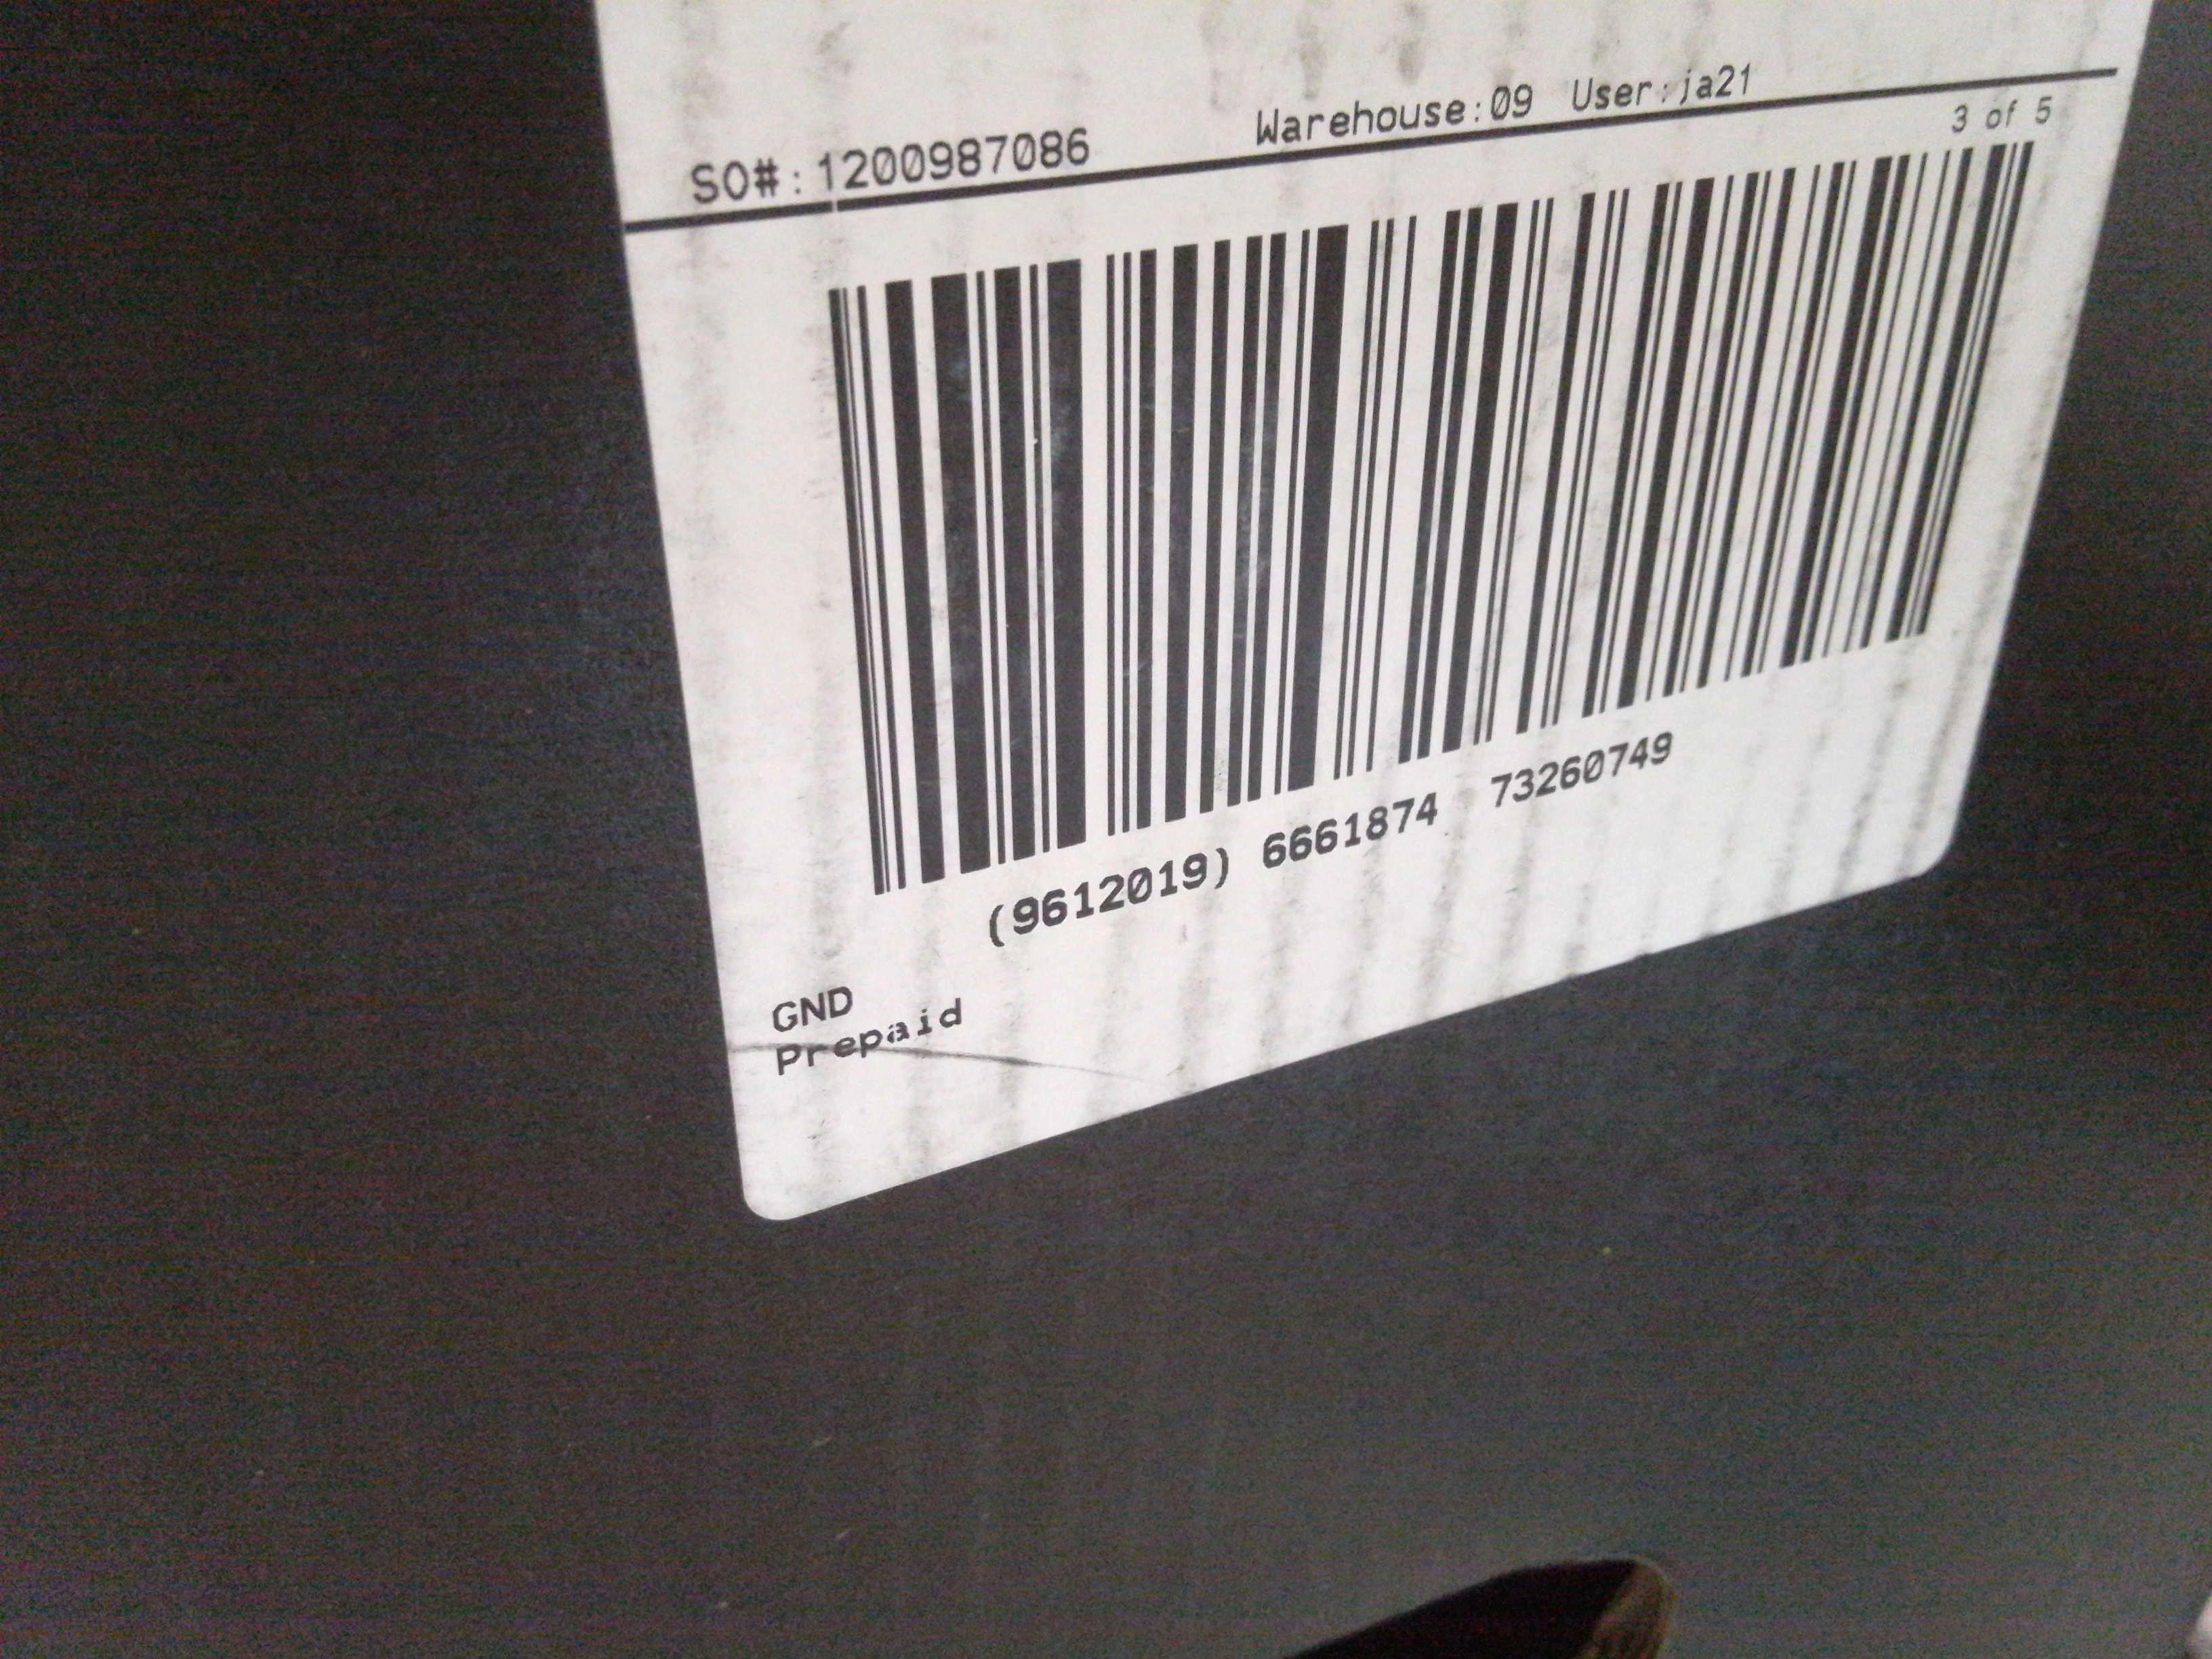 SO#:1200987086 Warehouse:09 User:ja21
3 of 5
(9612019) 6661874 73260749
GND
Prepaid